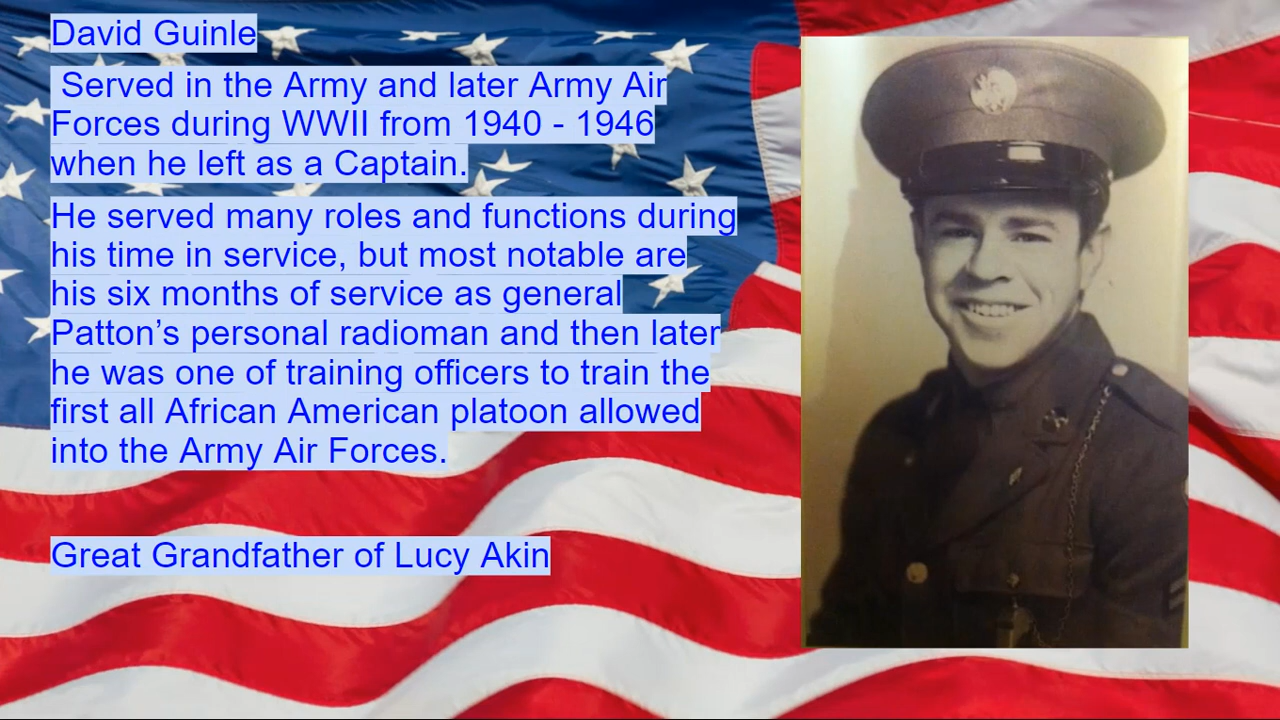 David Guinle
Served in the Army and later Army Air
Forces during WWII from 1940 - 1946
when he left as a Captain.
He served many roles and functions during
his time in service, but most notable are
his six months of service as general
Patton’s personal radioman and then later
he was one of training officers to train the
first all African American platoon allowed
into the Army Air Forces.
Great Grandfather of Lucy Akin